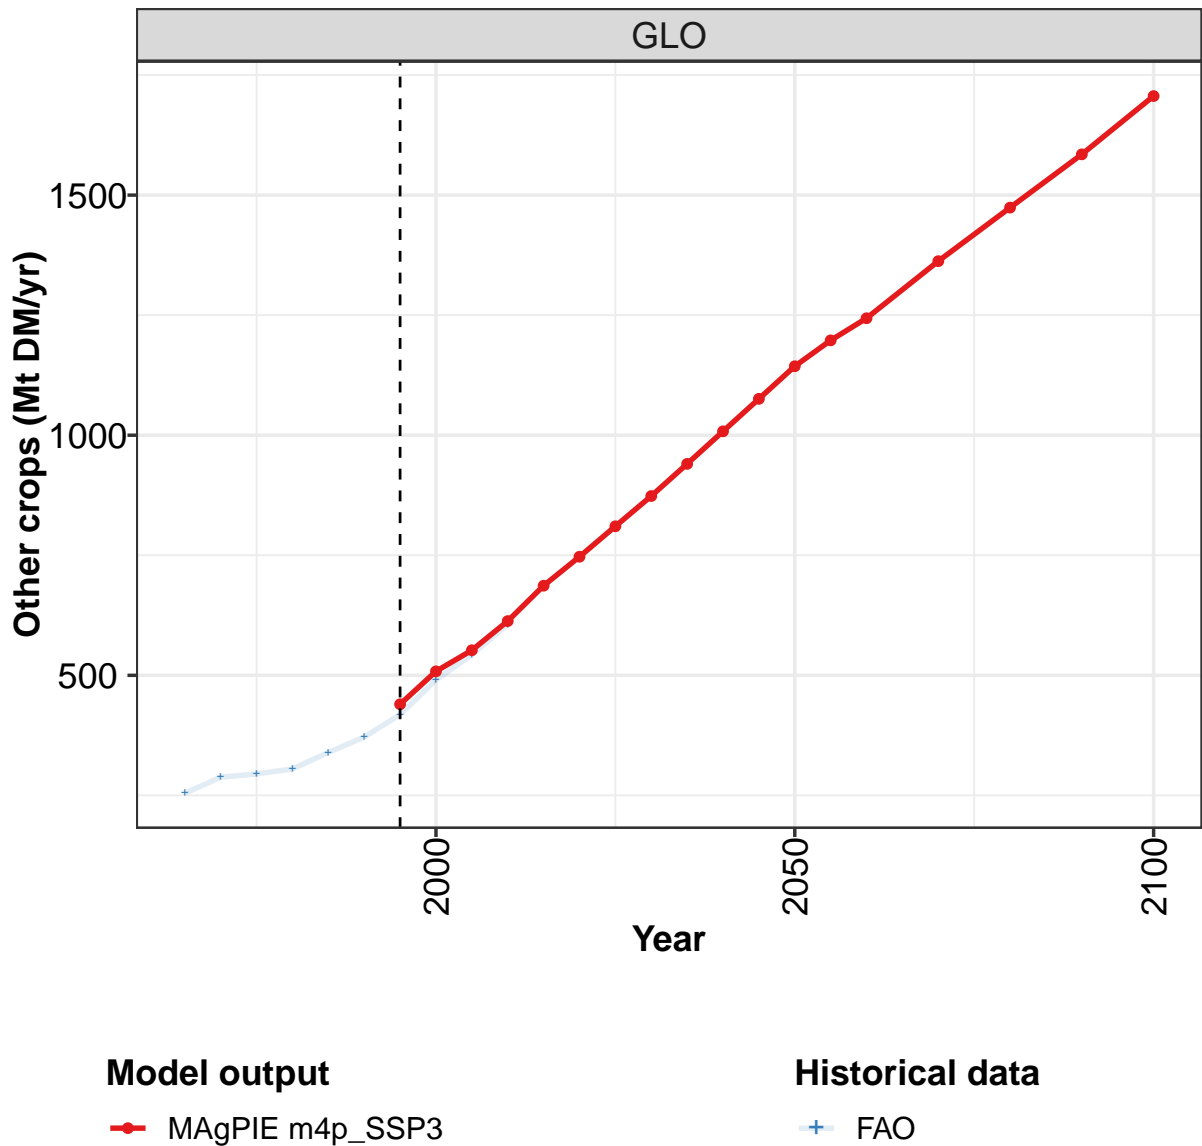 GLO
Other crops (Mt DM/yr)
1500
1000
500
2000
2050
2100
Year
Model output
MAgPIE m4p_SSP3
Historical data
FAO